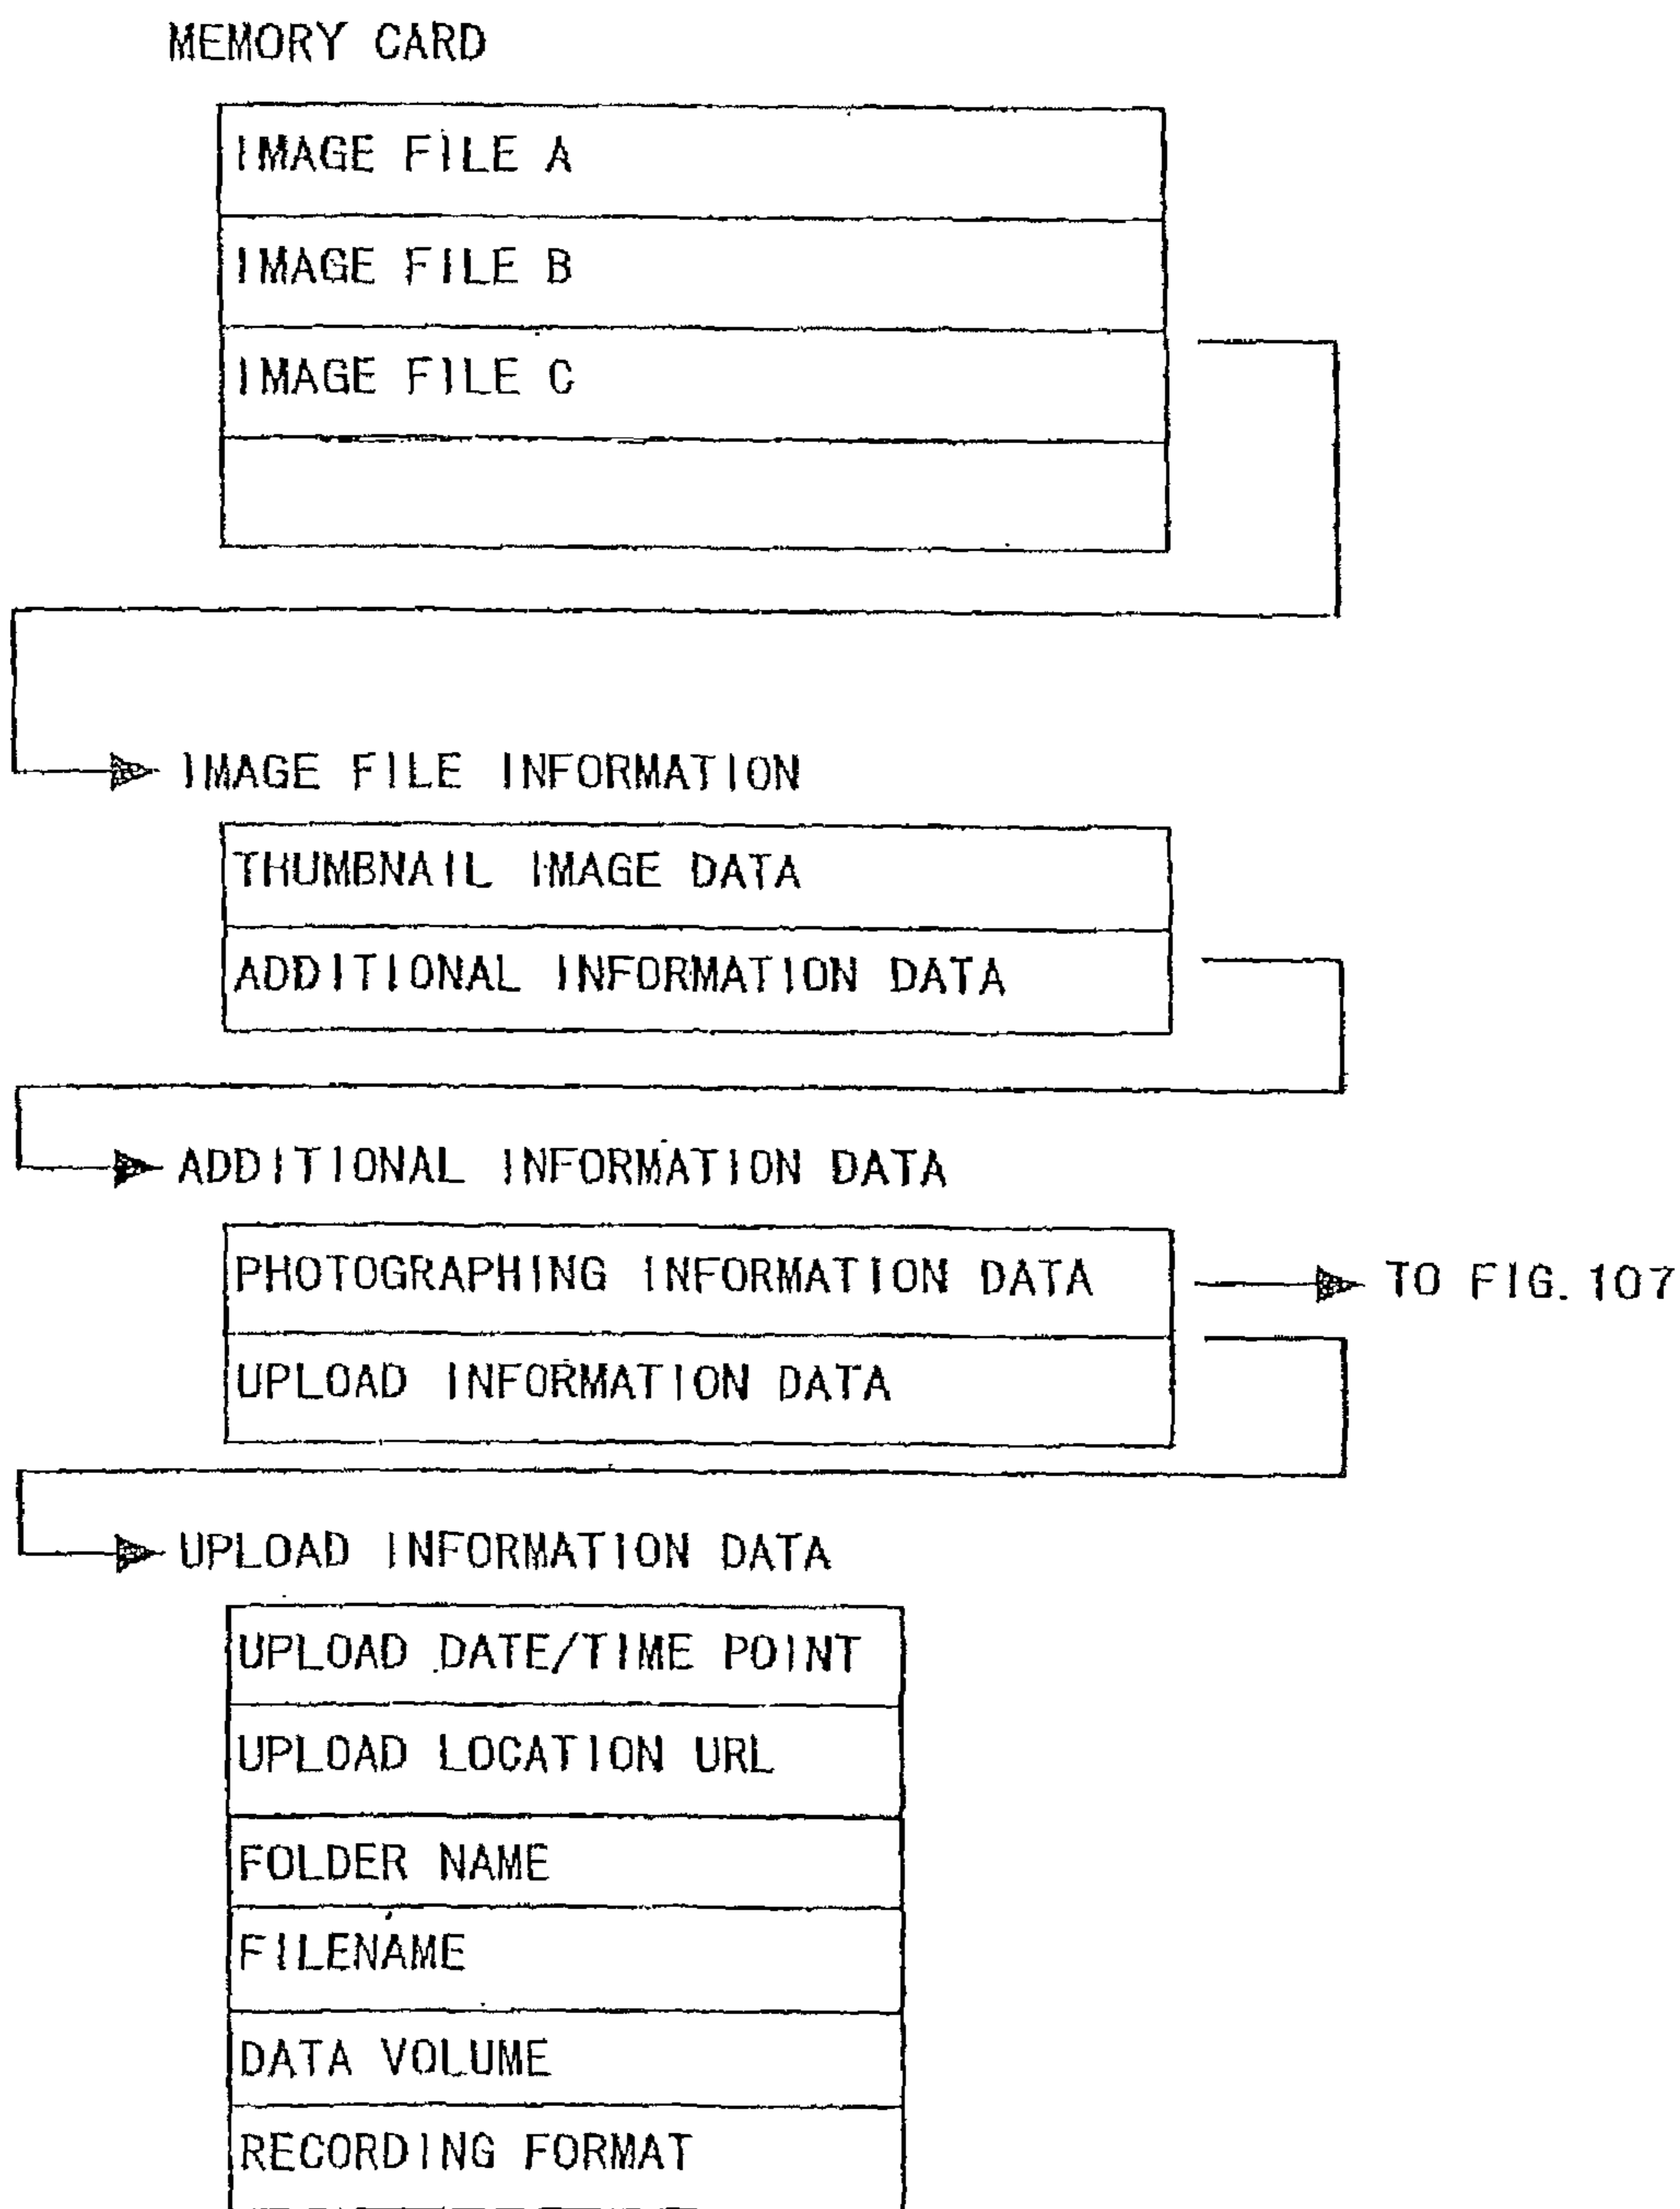 MEMORY CARD
IMAGE FILE A
IMAGE FILE B
IMAGE FILE C
IMAGE FILE INFORMATION
THUMBNAIL IMAGE DATA
ADDITIONAL INFORMATION DATA
ADDITIONAL INFORMATION DATA
PHOTOGRAPHING INFORMATION DATA
TO FIG. 107
UPLOAD INFORMATION DATA
UPLOAD INFORMATION DATA
UPLOAD DATE/TIME POINT
UPLOAD LOCATION URL
FOLDER NAME
FILENAME
DATA VOLUME
RECORDING FORMAT